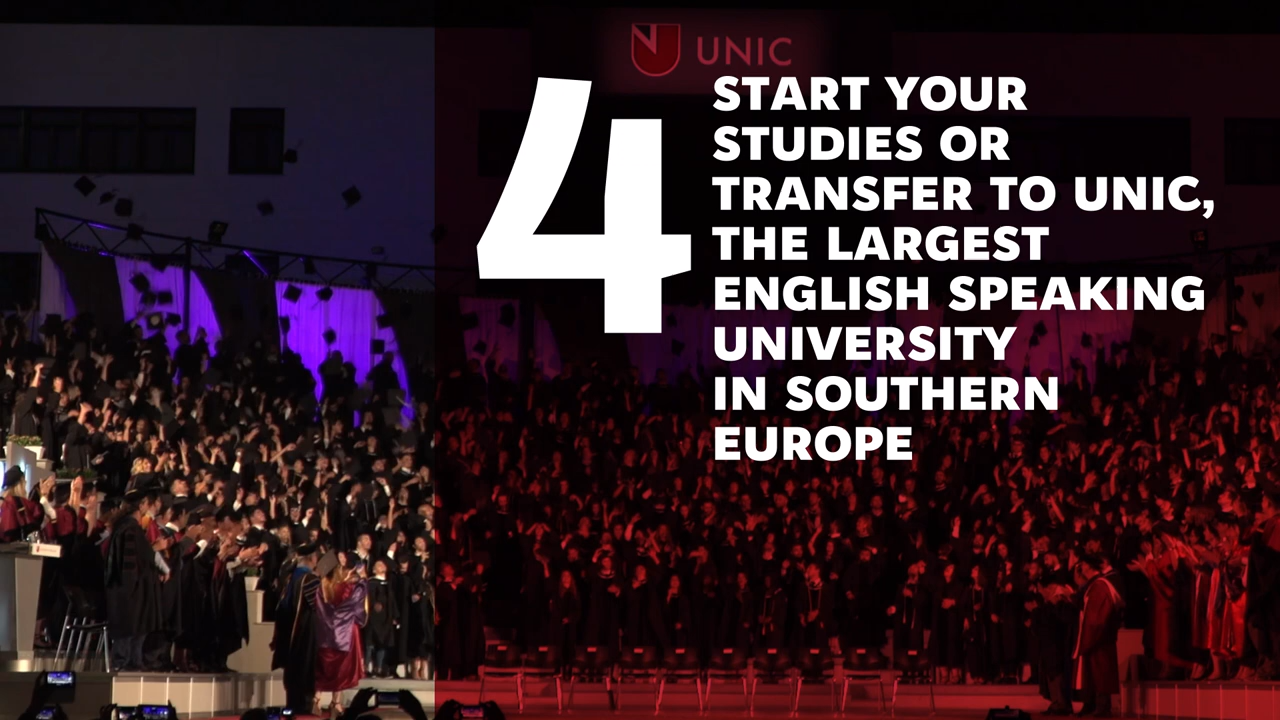 UNIC
4
START YOUR
STUDIES OR
TRANSFER TO UNIC,
THE LARGEST
ENGLISH SPEAKING
UNIVERSITY
IN SOUTHERN
EUROPE